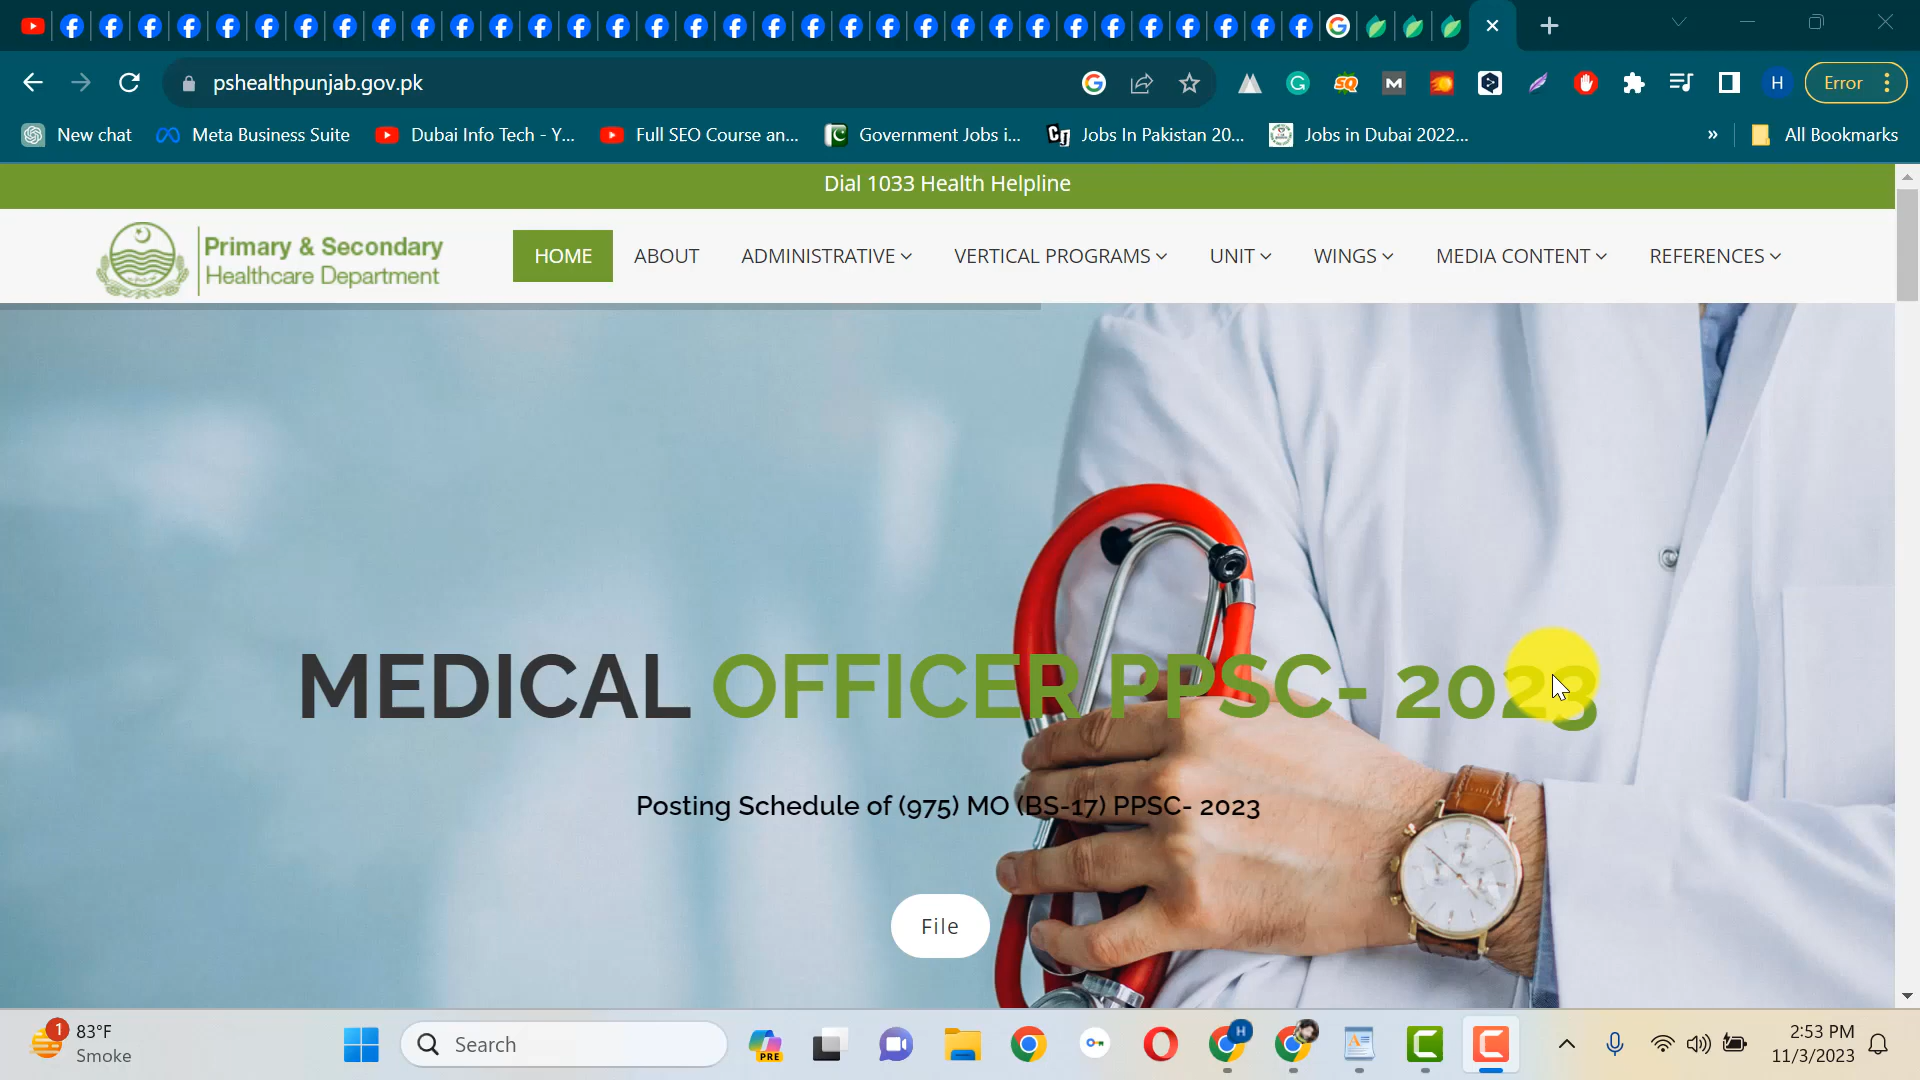 pshealthpunjab.gov.pk
H
Error
New chat
Meta Business Suite
Dubai Info Tech - Y...
Full SEO Course an...
Government Jobs i...
Jobs In Pakistan 20...
Jobs in Dubai 2022...
»
All Bookmarks
Dial 1033 Health Helpline
Primary & Secondary
Healthcare Department
HOME
ABOUT
ADMINISTRATIVE
VERTICAL PROGRAMS
UNIT
WINGS
MEDIA CONTENT
REFERENCES
MEDICAL OFFICER PPSC- 2023
Posting Schedule of (975) MO (BS-17) PPSC- 2023
File
1
83°F
Smoke
Search
PRE
H
2:53 PM
11/3/2023